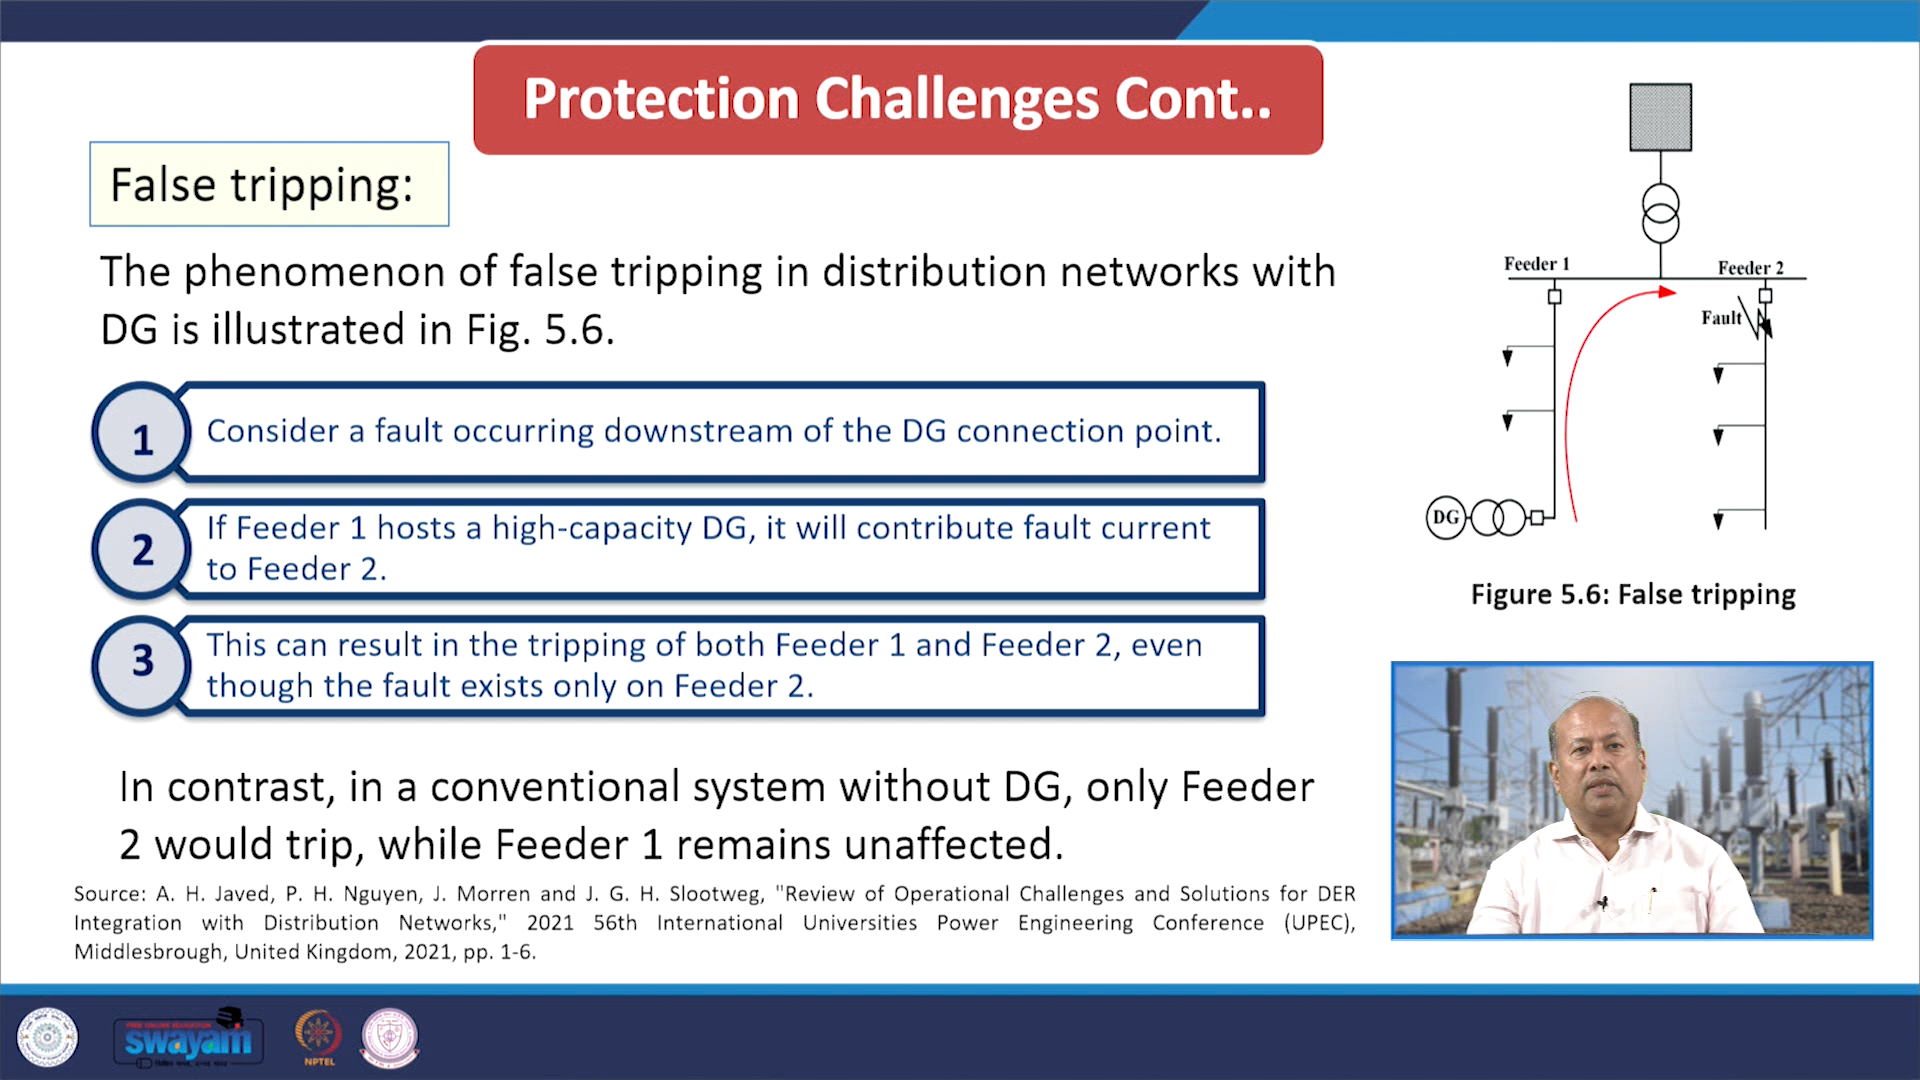 Protection Challenges Cont..
False tripping:
The phenomenon of false tripping in distribution networks with
DG is illustrated in Fig. 5.6.
1
Consider a fault occurring downstream of the DG connection point.
2
If Feeder 1 hosts a high-capacity DG, it will contribute fault current
to Feeder 2.
3
This can result in the tripping of both Feeder 1 and Feeder 2, even
though the fault exists only on Feeder 2.
In contrast, in a conventional system without DG, only Feeder
2 would trip, while Feeder 1 remains unaffected.
Source: A. H. Javed, P. H. Nguyen, J. Morren and J. G. H. Slootweg, "Review of Operational Challenges and Solutions for DER
Integration with Distribution Networks," 2021 56th International Universities Power Engineering Conference (UPEC),
Middlesbrough, United Kingdom, 2021, pp. 1-6.
Feeder 1
Feeder 2
Fault
DG
Figure 5.6: False tripping
FREE ONLINE EDUCATION
swayam
NPTEL